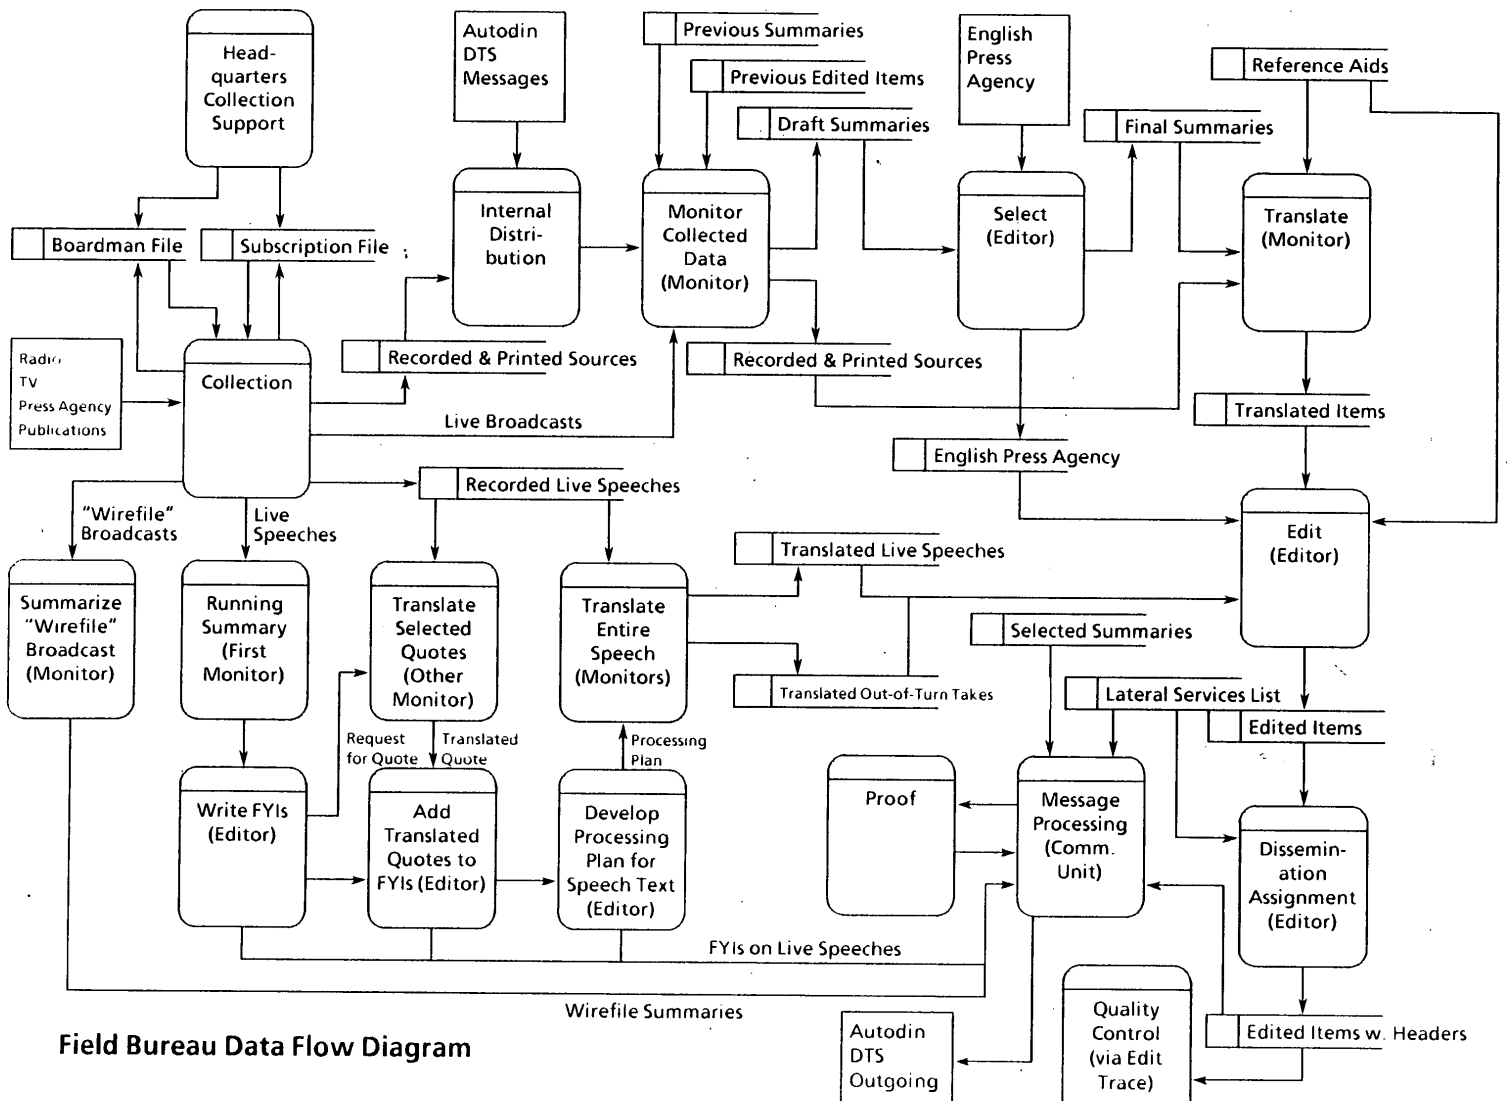 Head-
quarters
Collection
Support
Autodin
DTS
Messages
Previous Summaries
Previous Edited Items
Draft Summaries
English
Press
Agency
Final Summaries
Reference Aids
Boardman File
Subscription File
Internal
Distri-
bution
Monitor
Collected
Data
(Monitor)
Select
(Editor)
Translate
(Monitor)
Radio
TV
Press Agency
Publications
Collection
Recorded & Printed Sources
Recorded & Printed Sources
Live Broadcasts
Translated Items
English Press Agency
Recorded Live Speeches
"Wirefile"
Broadcasts
Live
Speeches
Edit
(Editor)
Translated Live Speeches
Summarize
"Wirefile"
Broadcast
(Monitor)
Running
Summary
(First
Monitor)
Translate
Selected
Quotes
(Other
Monitor)
Translate
Entire
Speech
(Monitors)
Selected Summaries
Translated Out-of-Turn Takes
Lateral Services List
Edited Items
Request
for Quote
Translated
Quote
Processing
Plan
Write FYIs
(Editor)
Add
Translated
Quotes to
FYIs (Editor)
Develop
Processing
Plan for
Speech Text
(Editor)
Proof
Message
Processing
(Comm.
Unit)
Dissemin-
ation
Assignment
(Editor)
FYIs on Live Speeches
Wirefile Summaries
Field Bureau Data Flow Diagram
Autodin
DTS
Outgoing
Quality
Control
(via Edit
Trace)
Edited Items w. Headers